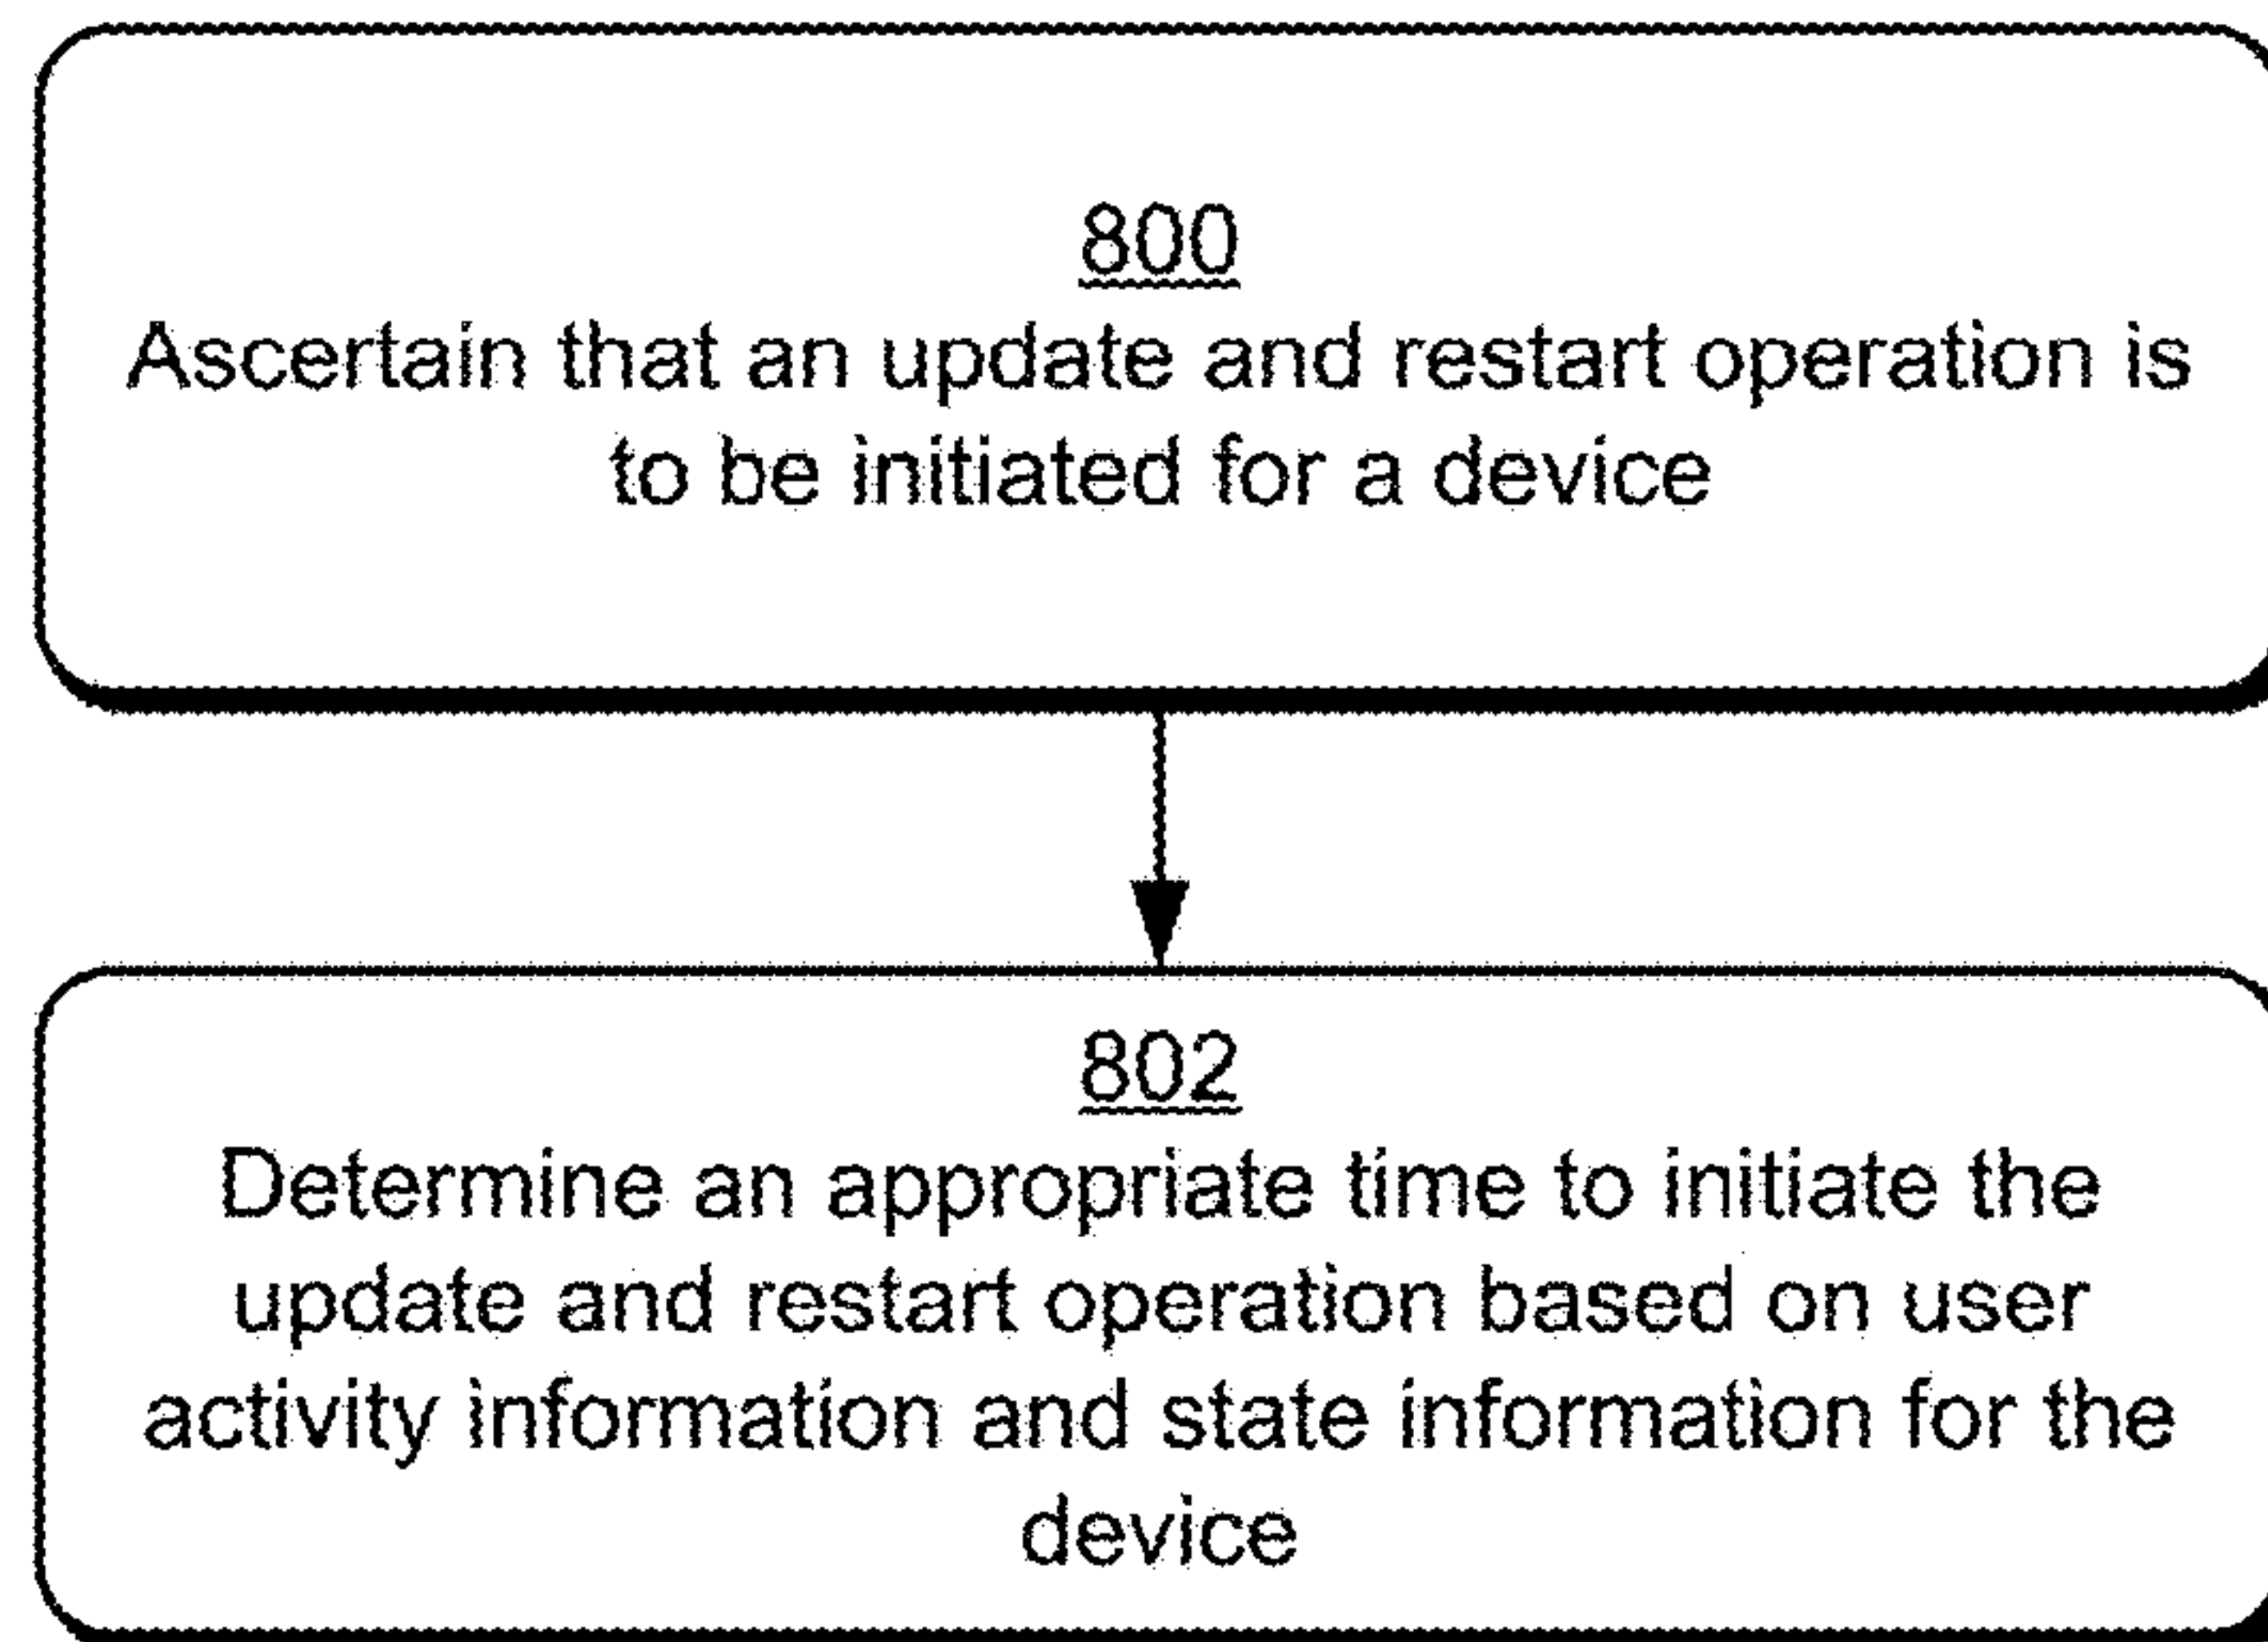 800
Ascertain that an update and restart operation is
to be initiated for a device
802
Determine an appropriate time to initiate the
update and restart operation based on user
activity information and state information for the
device